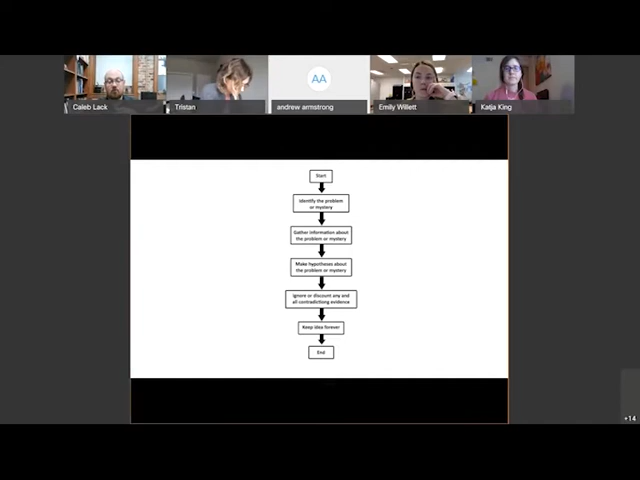 AA
Caleb Lack
Tristan
andrew armstrong
Emily Willett
Katja King
Start
Identify the problem
or mystery
Gather information about
the problem or mystery
Make hypotheses about
the problem or mystery
Ignore or discount any and
all contradictiong evidence
Keep idea forever
End
+14